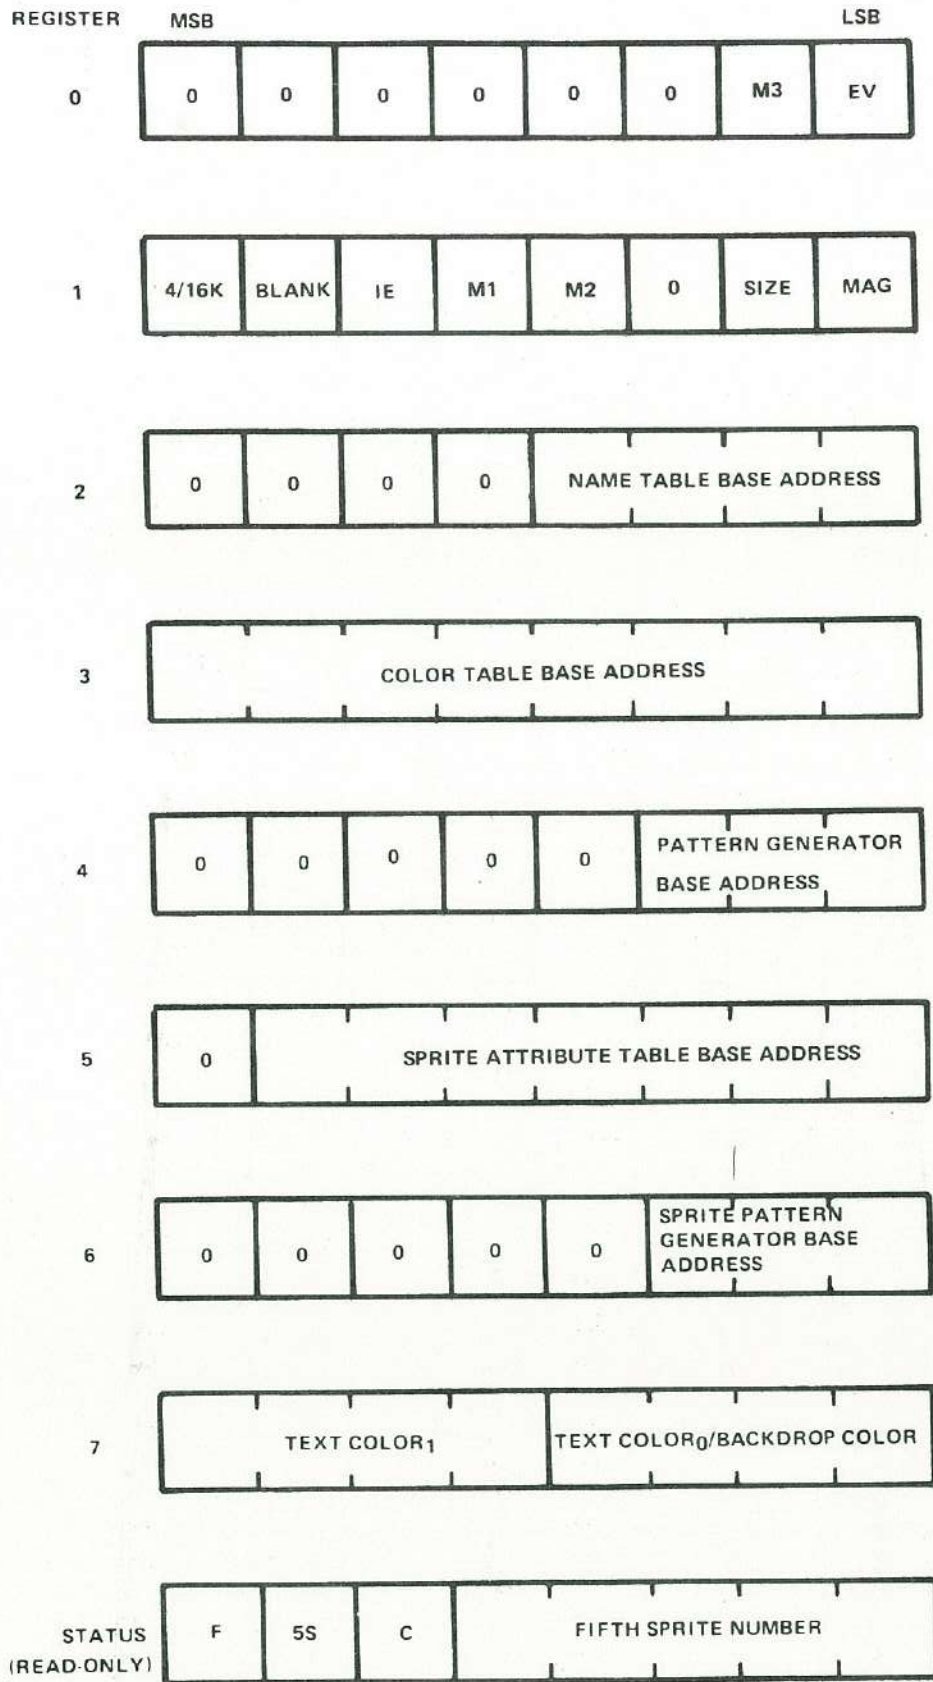 REGISTER MSB LSB
0 0 0 0 0 0 0 M3 EV
1 4/16K BLANK IE M1 M2 0 SIZE MAG
2 0 0 0 0 NAME TABLE BASE ADDRESS
3 COLOR TABLE BASE ADDRESS
4 0 0 0 0 0 PATTERN GENERATOR
BASE ADDRESS
5 0 SPRITE ATTRIBUTE TABLE BASE ADDRESS
6 0 0 0 0 0 SPRITE PATTERN
GENERATOR BASE
ADDRESS
7 TEXT COLOR1 TEXT COLOR0/BACKDROP COLOR
STATUS F 5S C FIFTH SPRITE NUMBER
(READ-ONLY)